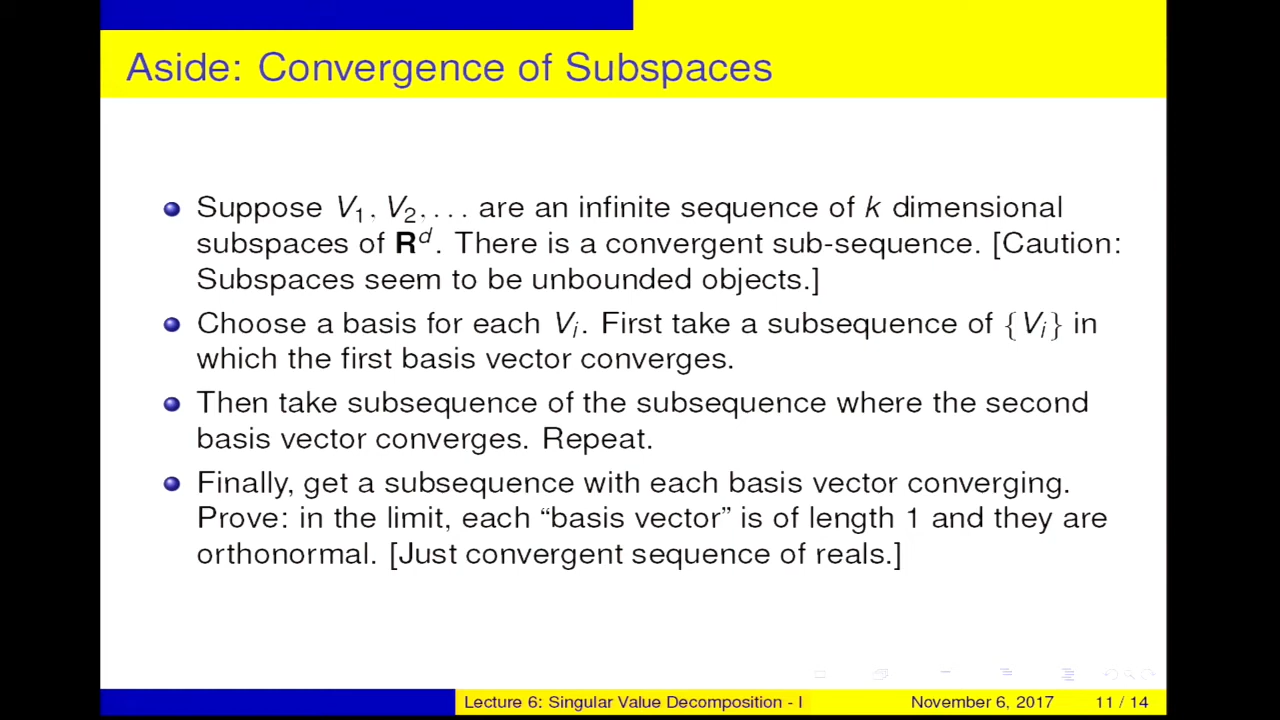 Aside: Convergence of Subspaces
Suppose V₁, V₂, . . . are an infinite sequence of k dimensional
subspaces of Rᵈ. There is a convergent sub-sequence. [Caution:
Subspaces seem to be unbounded objects.]
Choose a basis for each Vᵢ. First take a subsequence of {Vᵢ} in
which the first basis vector converges.
Then take subsequence of the subsequence where the second
basis vector converges. Repeat.
Finally, get a subsequence with each basis vector converging.
Prove: in the limit, each “basis vector” is of length 1 and they are
orthonormal. [Just convergent sequence of reals.]
Lecture 6: Singular Value Decomposition - I November 6, 2017 11 / 14